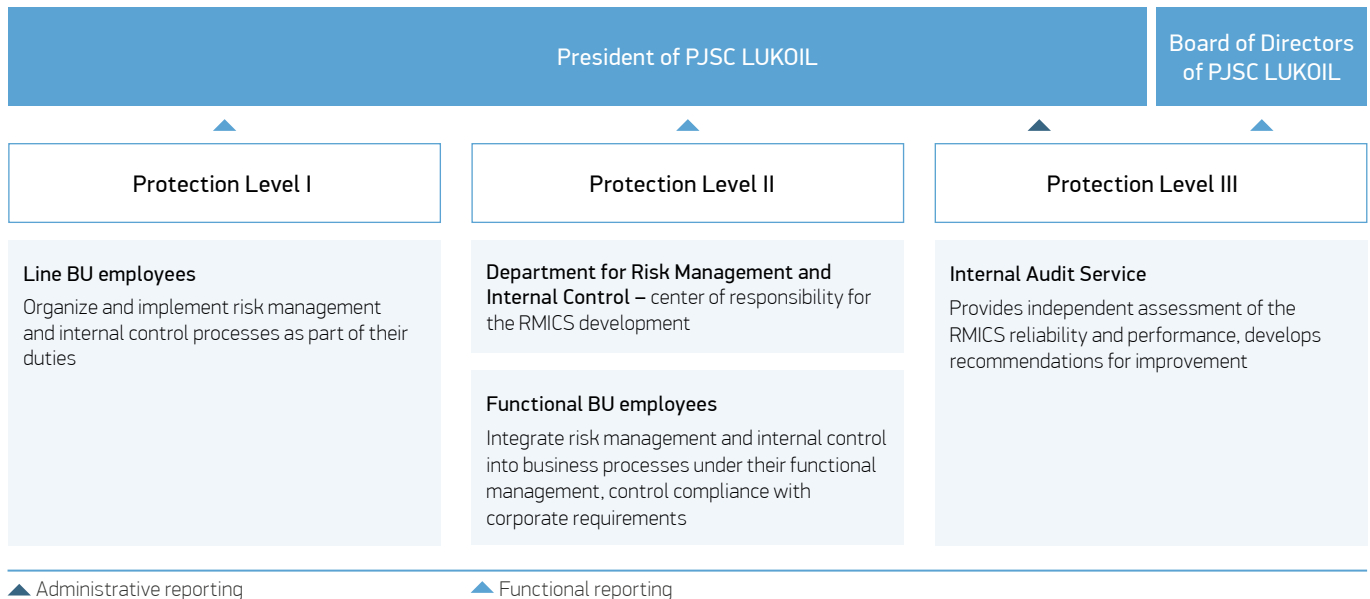 President of PJSC LUKOIL
Board of Directors
of PJSC LUKOIL
Protection Level I
Protection Level II
Protection Level III
Line BU employees
Organize and implement risk management
and internal control processes as part of their
duties
Department for Risk Management and
Internal Control – center of responsibility for
the RMICS development
Functional BU employees
Integrate risk management and internal control
into business processes under their functional
management, control compliance with
corporate requirements
Internal Audit Service
Provides independent assessment of the
RMICS reliability and performance, develops
recommendations for improvement
Administrative reporting
Functional reporting